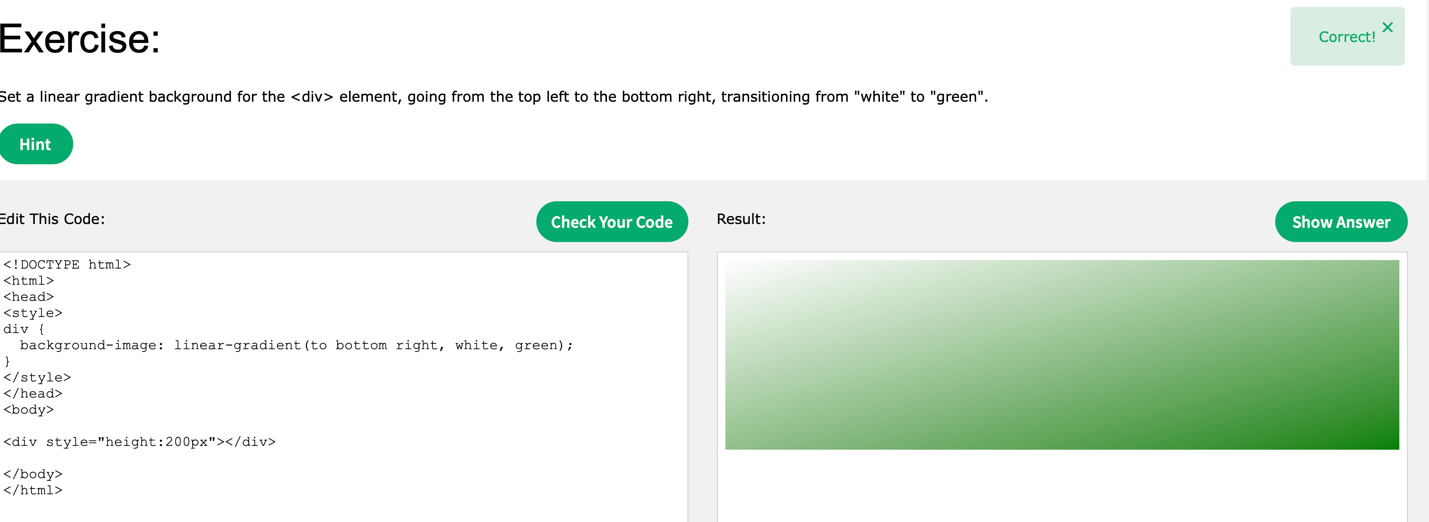 Exercise:
Correct! ×
Set a linear gradient background for the <div> element, going from the top left to the bottom right, transitioning from "white" to "green".
Hint
Edit This Code:
Check Your Code
<!DOCTYPE html>
<html>
<head>
<style>
div {
  background-image: linear-gradient(to bottom right, white, green);
}
</style>
</head>
<body>
<div style="height:200px"></div>
</body>
</html>
Result:
Show Answer